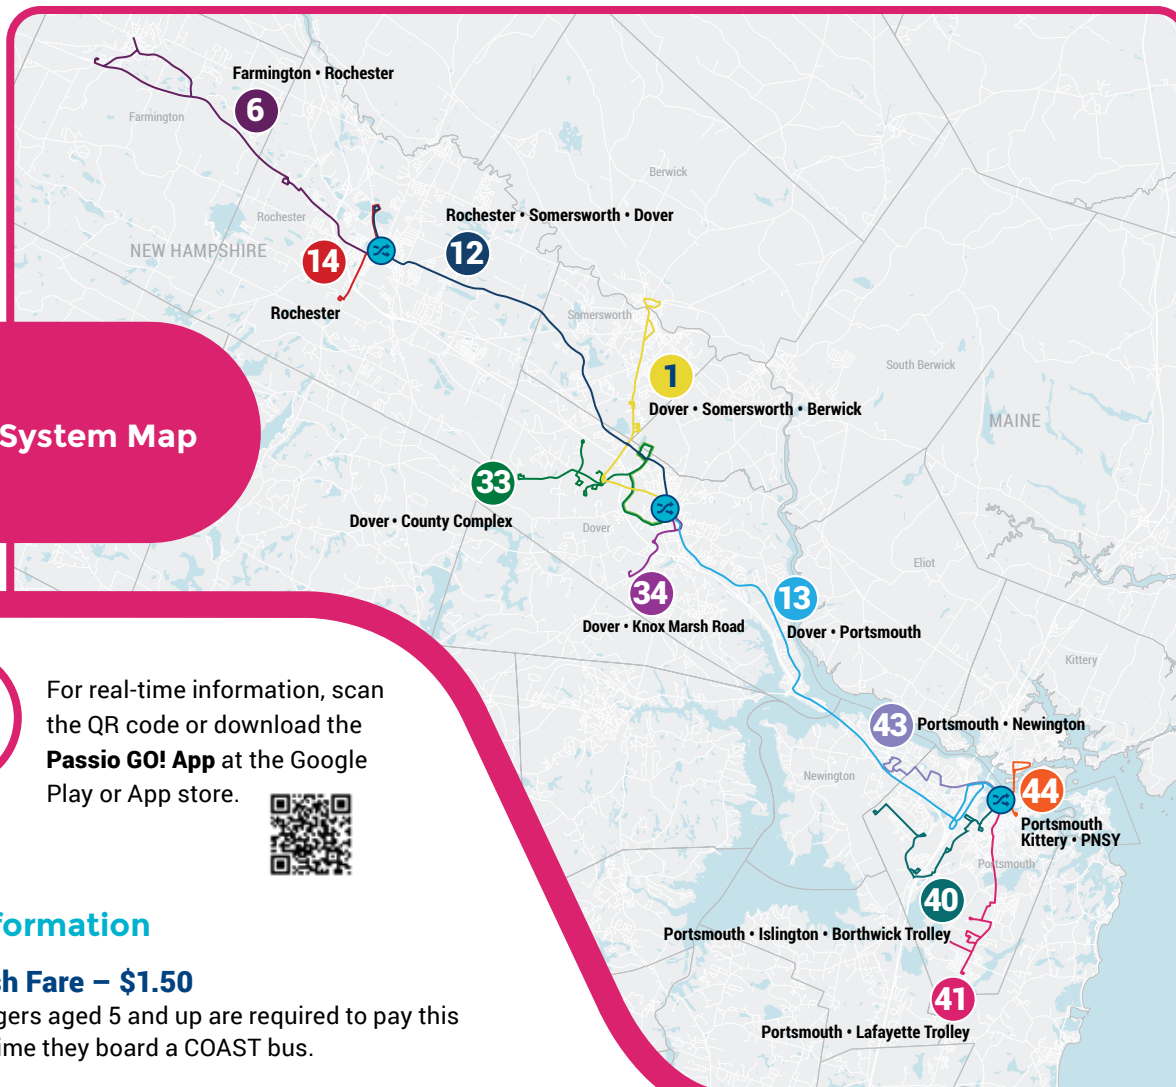 Farmington • Rochester
6
Farmington
Berwick
Rochester
Rochester • Somersworth • Dover
NEW HAMPSHIRE
14
12
Rochester
Somersworth
1
South Berwick
Dover • Somersworth • Berwick
MAINE
System Map
33
Dover • County Complex
Dover
Eliot
34
13
Dover • Knox Marsh Road
Dover • Portsmouth
Kittery
43
Portsmouth • Newington
Newington
44
Portsmouth
Kittery • PNSY
Portsmouth
40
Portsmouth • Islington • Borthwick Trolley
41
Portsmouth • Lafayette Trolley
For real-time information, scan
the QR code or download the
Passio GO! App at the Google
Play or App store.
formation
sh Fare – $1.50
gers aged 5 and up are required to pay this
ime they board a COAST bus.